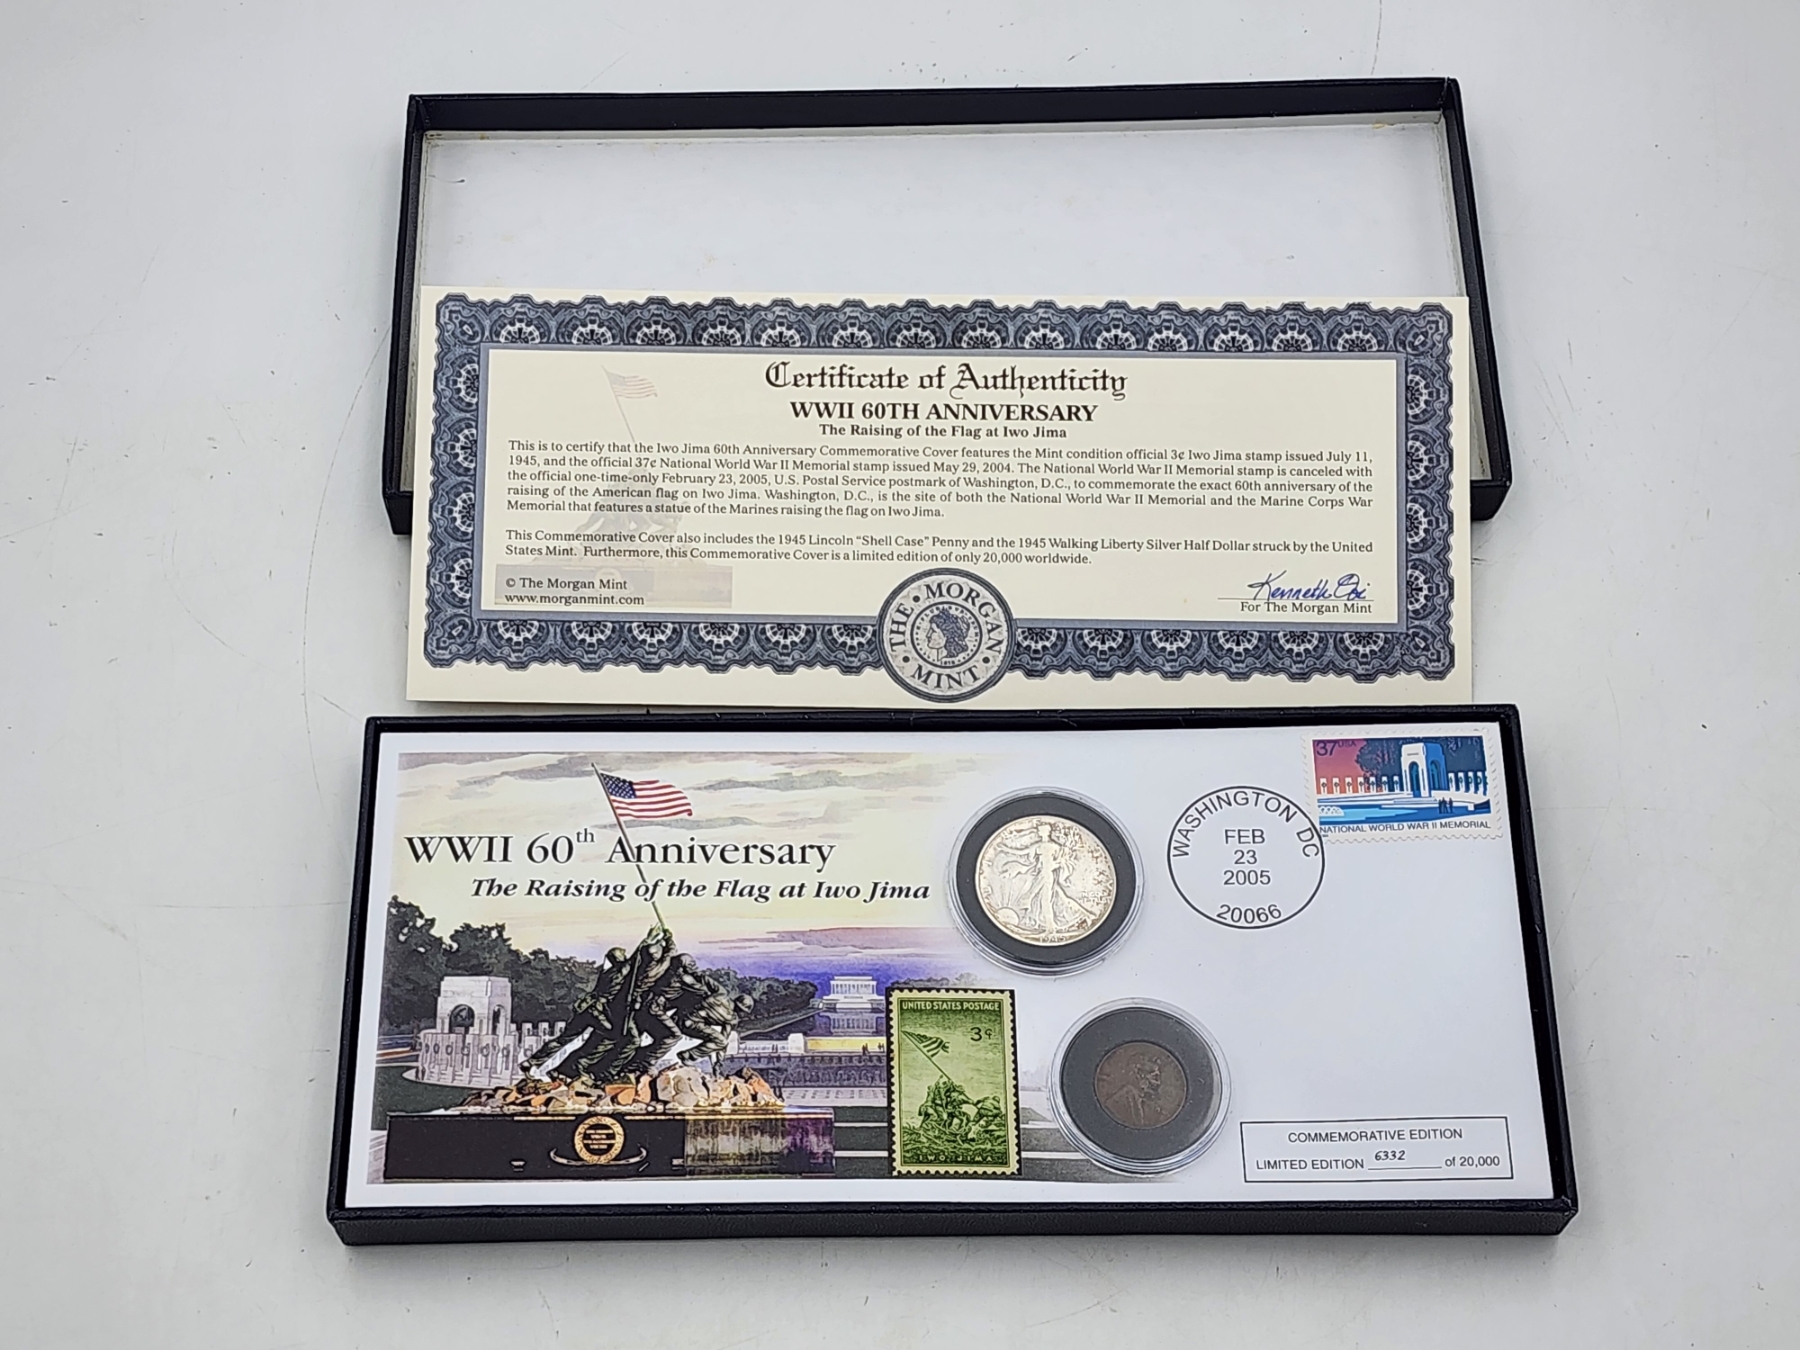 Certificate of Authenticity
WWII 60TH ANNIVERSARY
The Raising of the Flag at Iwo Jima
This is to certify that the Iwo Jima 60th Anniversary Commemorative Cover features the Mint condition official 3¢ Iwo Jima stamp issued July 11,
1945, and the official 37¢ National World War II Memorial stamp issued May 29, 2004. The National World War II Memorial stamp is canceled with
the official one-time-only February 23, 2005, U.S. Postal Service postmark of Washington, D.C., to commemorate the exact 60th anniversary of the
raising of the American flag on Iwo Jima. Washington, D.C., is the site of both the National World War II Memorial and the Marine Corps War
Memorial that features a statue of the Marines raising the flag on Iwo Jima.
This Commemorative Cover also includes the 1945 Lincoln "Shell Case" Penny and the 1945 Walking Liberty Silver Half Dollar struck by the United
States Mint. Furthermore, this Commemorative Cover is a limited edition of only 20,000 worldwide.
© The Morgan Mint
www.morganmint.com
Kenneth
For The Morgan Mint
THE MORGAN MINT
WWII 60th Anniversary
The Raising of the Flag at Iwo Jima
37 USA
NATIONAL WORLD WAR II MEMORIAL
WASHINGTON DC
FEB
23
2005
20066
UNITED STATES POSTAGE
3¢
IWO JIMA
1945
COMMEMORATIVE EDITION
LIMITED EDITION 6332 of 20,000